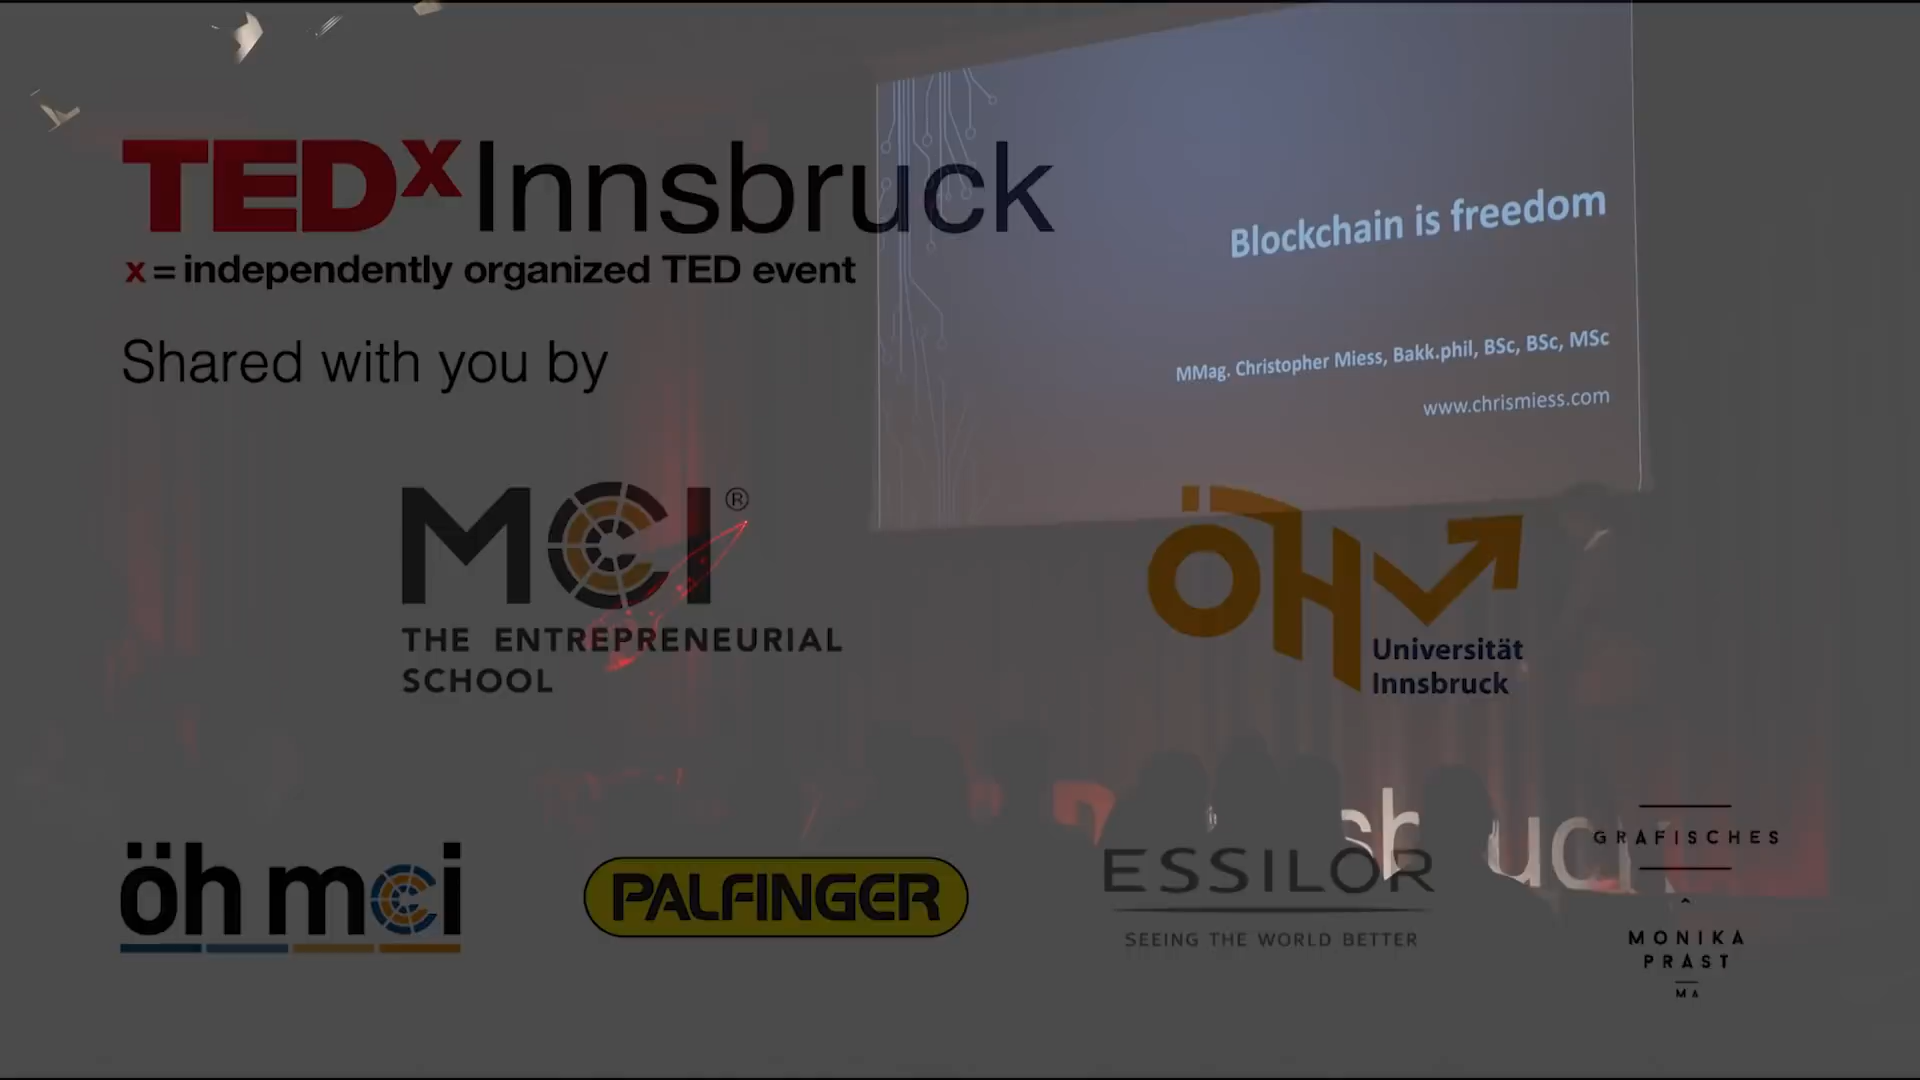 TEDxInnsbruck
x = independently organized TED event
Shared with you by
Blockchain is freedom
MMag. Christopher Miess, Bakk.phil, BSc, BSc, MSc
www.chrismiess.com
MCI®
THE ENTREPRENEURIAL
SCHOOL
ÖH
Universität
Innsbruck
öh mci
PALFINGER
ESSILOR
SEEING THE WORLD BETTER
sbruck
GRAFISCHES
MONIKA
PRAST
MA